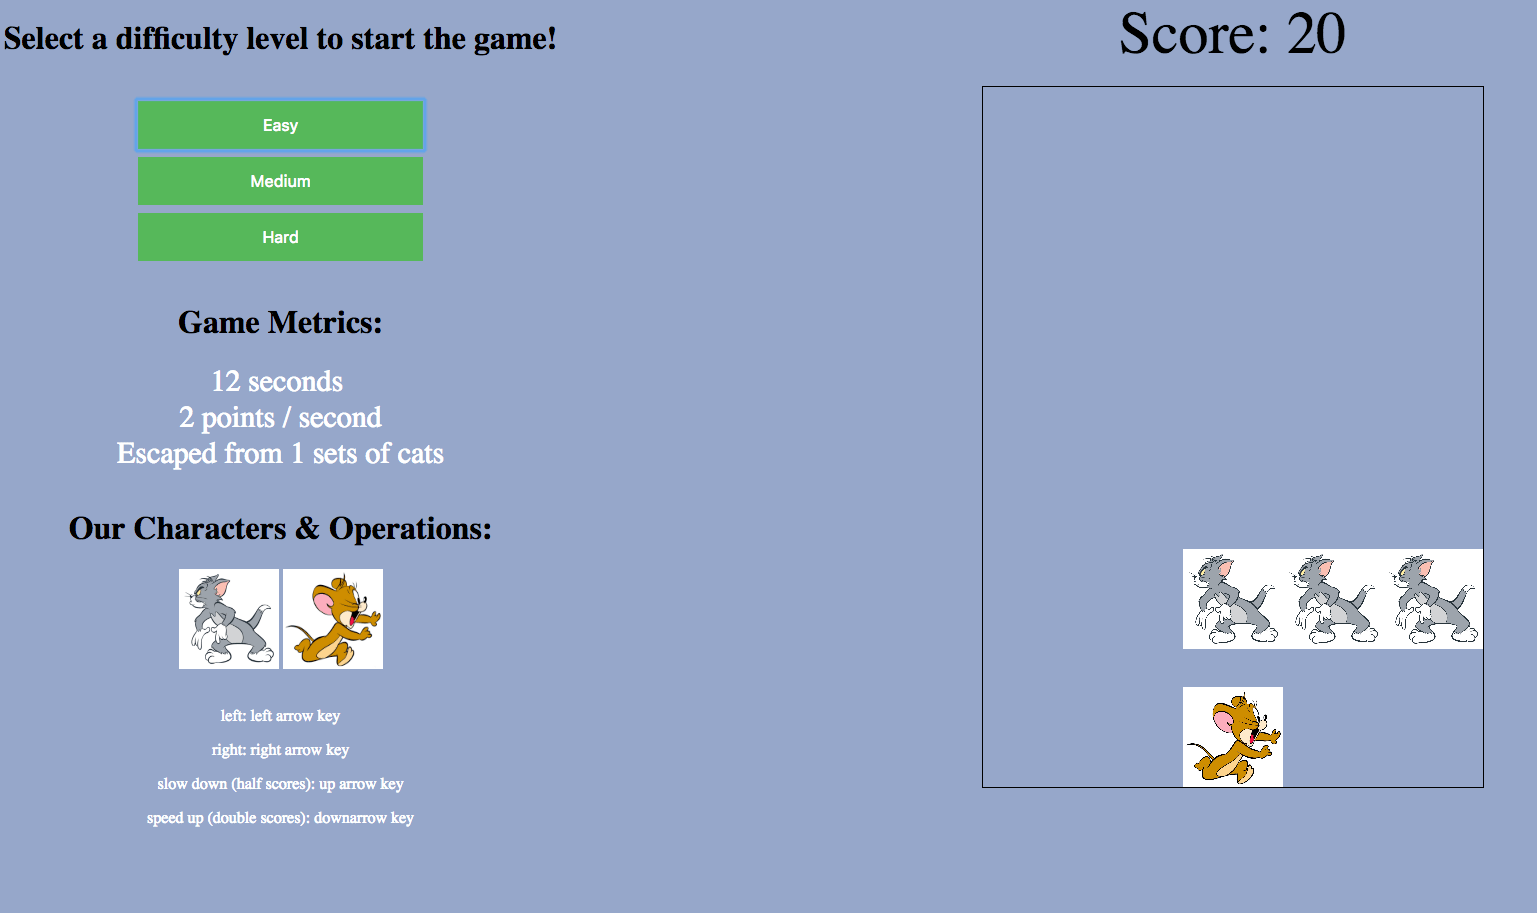 Select a difficulty level to start the game!
Easy
Medium
Hard
Game Metrics:
12 seconds
2 points / second
Escaped from 1 sets of cats
Our Characters & Operations:
left: left arrow key
right: right arrow key
slow down (half scores): up arrow key
speed up (double scores): downarrow key
Score: 20